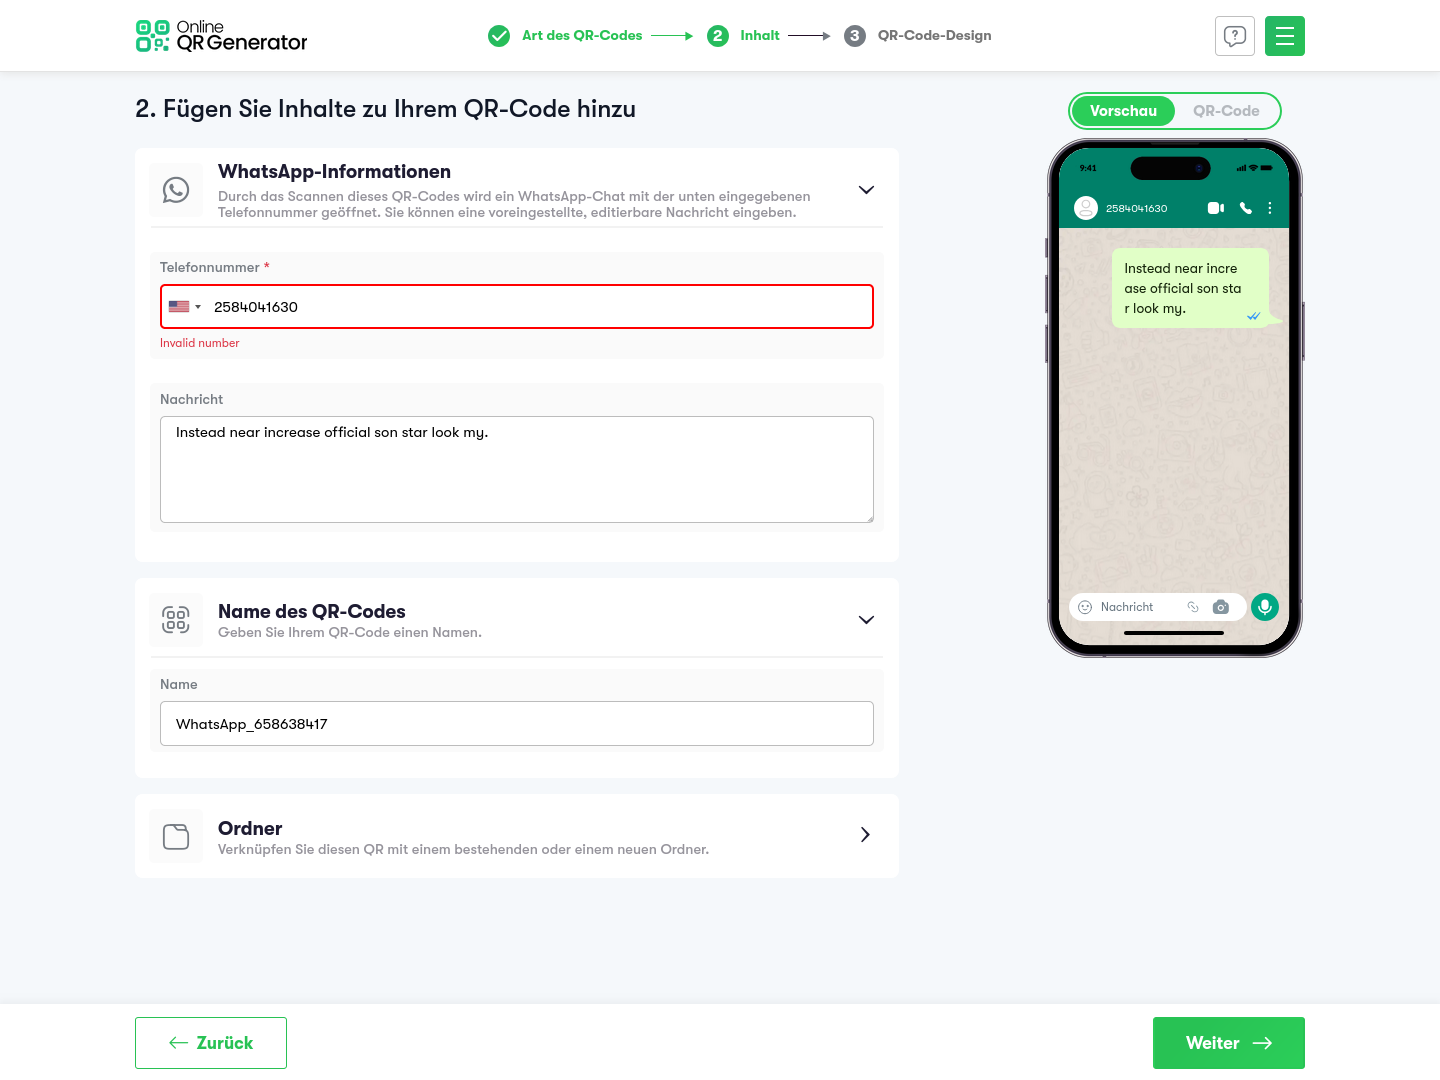 Online
QR Generator
Art des QR-Codes
2 Inhalt
3 QR-Code-Design
2. Fügen Sie Inhalte zu Ihrem QR-Code hinzu
WhatsApp-Informationen
Durch das Scannen dieses QR-Codes wird ein WhatsApp-Chat mit der unten eingegebenen
Telefonnummer geöffnet. Sie können eine voreingestellte, editierbare Nachricht eingeben.
Telefonnummer *
2584041630
Invalid number
Nachricht
Instead near increase official son star look my.
Name des QR-Codes
Geben Sie Ihrem QR-Code einen Namen.
Name
WhatsApp_658638417
Ordner
Verknüpfen Sie diesen QR mit einem bestehenden oder einem neuen Ordner.
Vorschau
QR-Code
9:41
2584041630
Instead near incre
ase official son sta
r look my.
Nachricht
Zurück
Weiter